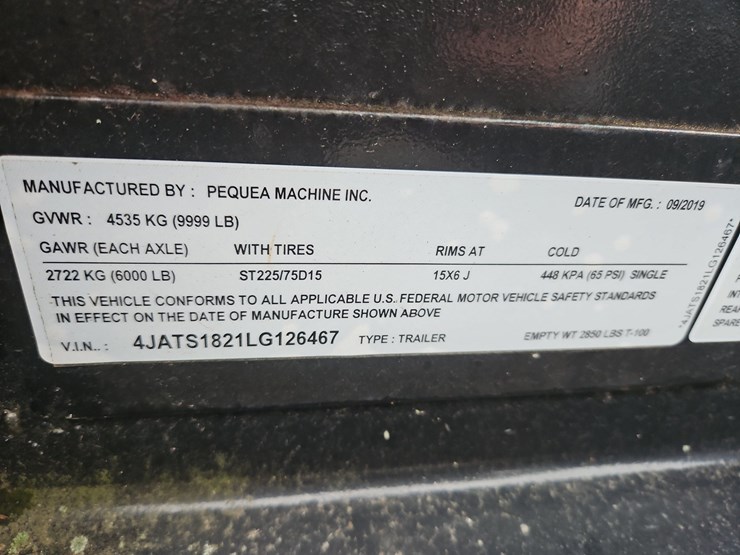 MANUFACTURED BY : PEQUEA MACHINE INC. DATE OF MFG. : 09/2019
GVWR : 4535 KG (9999 LB)
GAWR (EACH AXLE) WITH TIRES RIMS AT COLD
2722 KG (6000 LB) ST225/75D15 15X6 J 448 KPA (65 PSI) SINGLE
THIS VEHICLE CONFORMS TO ALL APPLICABLE U.S. FEDERAL MOTOR VEHICLE SAFETY STANDARDS
IN EFFECT ON THE DATE OF MANUFACTURE SHOWN ABOVE
V.I.N.. : 4JATS1821LG126467 TYPE : TRAILER EMPTY WT 2850 LBS T-100
*4JATS1821LG126467*
SPARE